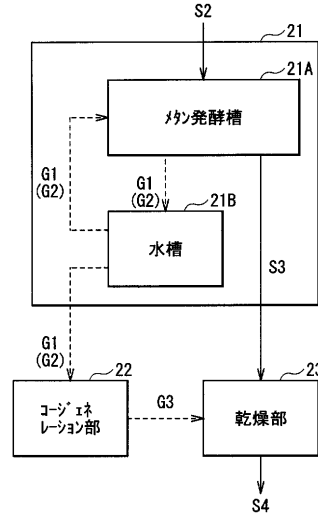 S2
21
21A
メタン発酵槽
G1
(G2)
G1
(G2)
21B
水槽
S3
G1
(G2)
22
23
コージェネ
レーション部
G3
乾燥部
S4